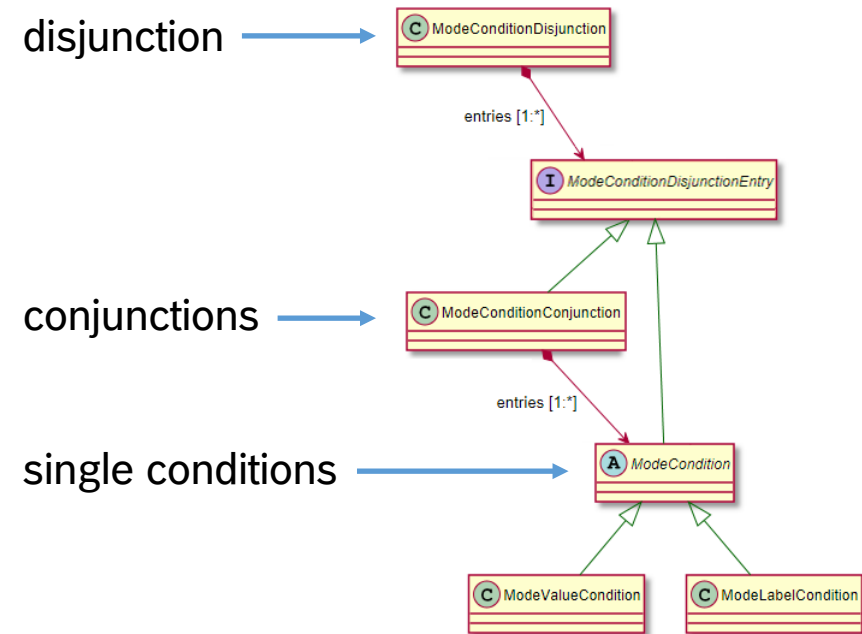 disjunction
C ModeConditionDisjunction
entries [1:*]
I ModeConditionDisjunctionEntry
conjunctions
C ModeConditionConjunction
entries [1:*]
single conditions
A ModeCondition
C ModeValueCondition
C ModeLabelCondition